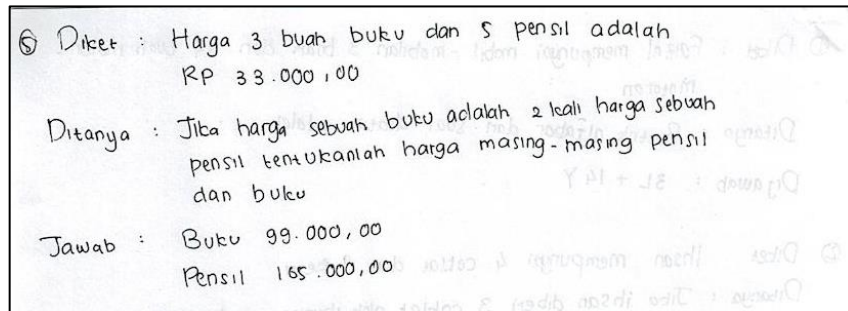 ⑤ Diket : Harga 3 buah buku dan 5 pensil adalah
RP 33.000,00
Ditanya : Jika harga sebuah buku adalah 2 kali harga sebuah
pensil tentukanlah harga masing-masing pensil
dan buku
Jawab : Buku 99.000,00
Pensil 165.000,00